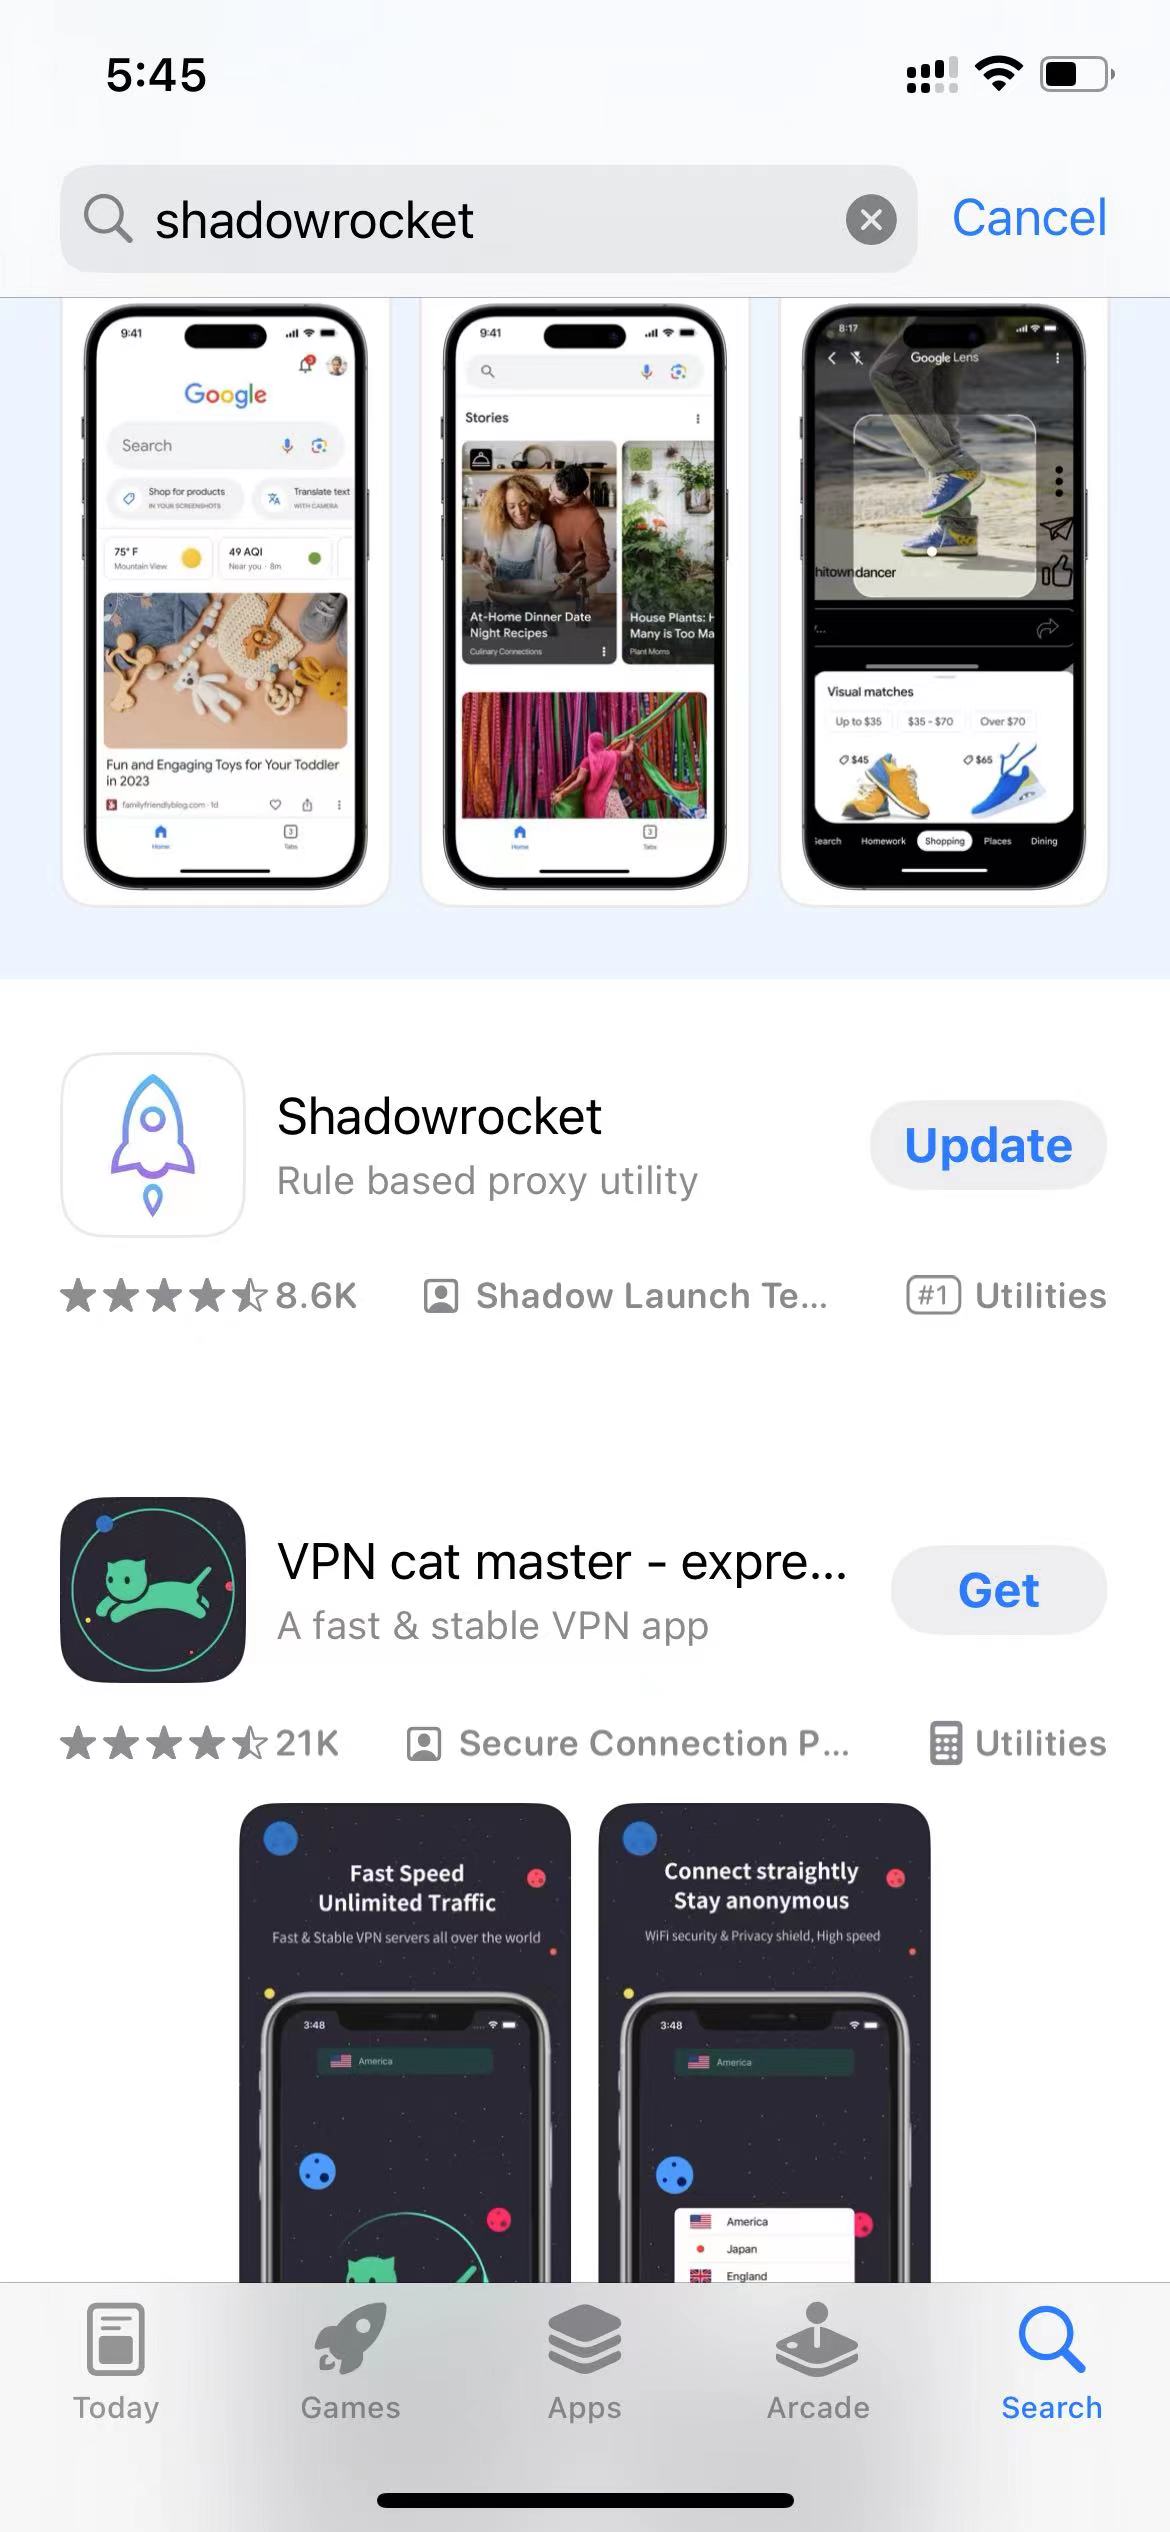 5:45
shadowrocket
Cancel
9:41
3
Google
Search
Shop for products
IN YOUR SCREENSHOTS
Translate text
WITH CAMERA
75° F
Mountain View
49 AQI
Near you · 8m
Fun and Engaging Toys for Your Toddler
in 2023
familyfriendlyblog.com · 1d
3
Home
Tabs
9:41
Stories
At-Home Dinner Date
Night Recipes
Culinary Connections
House Plants: H
Many is Too Ma
Plant Moms
3
Home
Tabs
8:17
Google Lens
hitowndancer
Visual matches
Up to $35
$35 - $70
Over $70
$45
$65
Search
Homework
Shopping
Places
Dining
Shadowrocket
Rule based proxy utility
Update
8.6K
Shadow Launch Te...
#1 Utilities
VPN cat master - expre...
A fast & stable VPN app
Get
21K
Secure Connection P...
Utilities
Fast Speed
Unlimited Traffic
Fast & Stable VPN servers all over the world
3:48
America
Connect straightly
Stay anonymous
WiFi security & Privacy shield, High speed
3:48
America
America
Japan
England
Today
Games
Apps
Arcade
Search